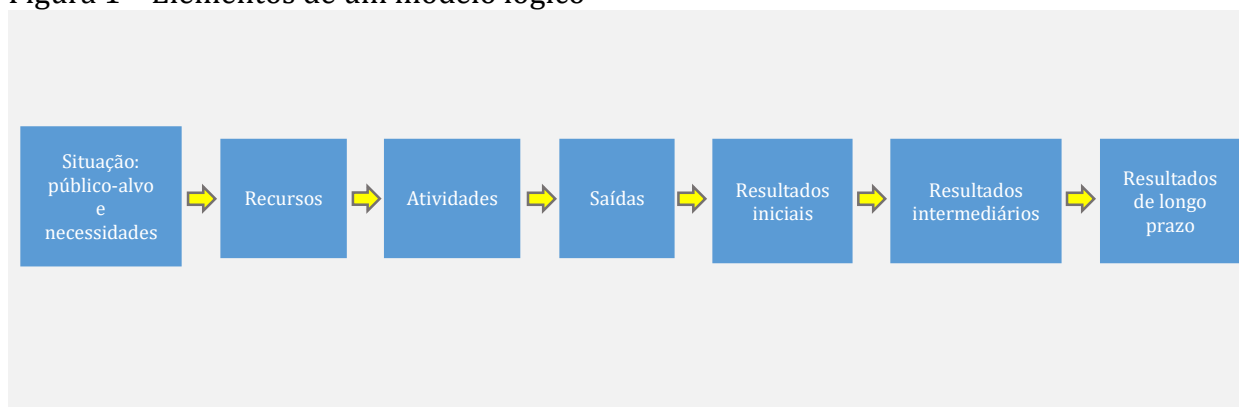 Figura 1 – Elementos de um modelo lógico
Situação:
público-alvo
e
necessidades
Recursos
Atividades
Saídas
Resultados
iniciais
Resultados
intermediários
Resultados
de longo
prazo